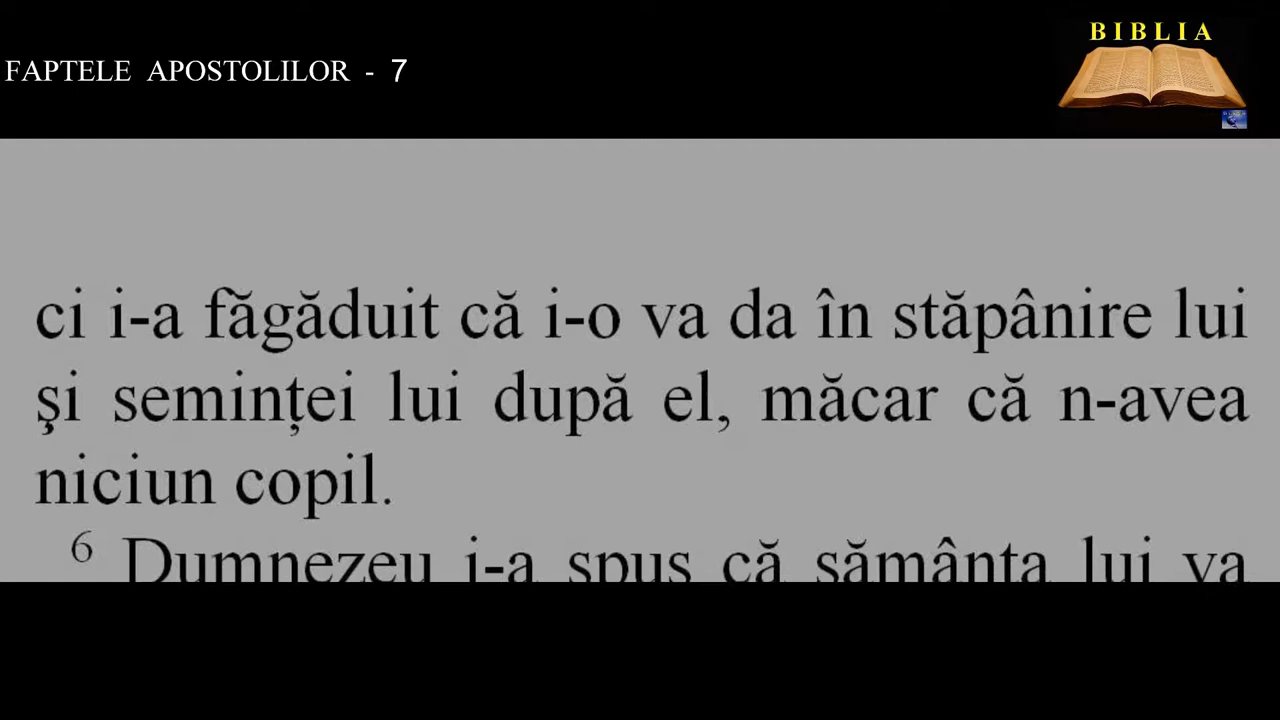 BIBLIA
FAPTELE APOSTOLILOR - 7
ci i-a făgăduit că i-o va da în stăpânire lui
şi seminţei lui după el, măcar că n-avea
niciun copil.
6 Dumnezeu i-a spus că sămânţa lui va